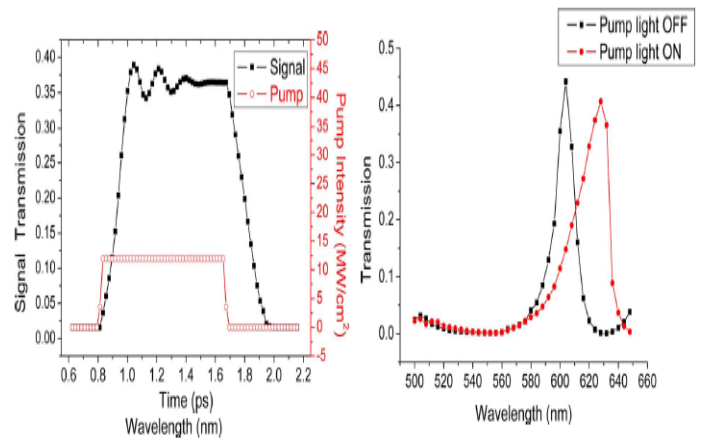 Signal
Pump
Signal Transmission
0.40
0.35
0.30
0.25
0.20
0.15
0.10
0.05
0.00
50
45
40
35
30
25
20
15
10
5
0
-5
Pump Intensity (MW/cm²)
0.6 0.8 1.0 1.2 1.4 1.6 1.8 2.0 2.2
Time (ps)
Wavelength (nm)
Pump light OFF
Pump light ON
Transmission
0.5
0.4
0.3
0.2
0.1
0.0
500 520 540 560 580 600 620 640 660
Wavelength (nm)